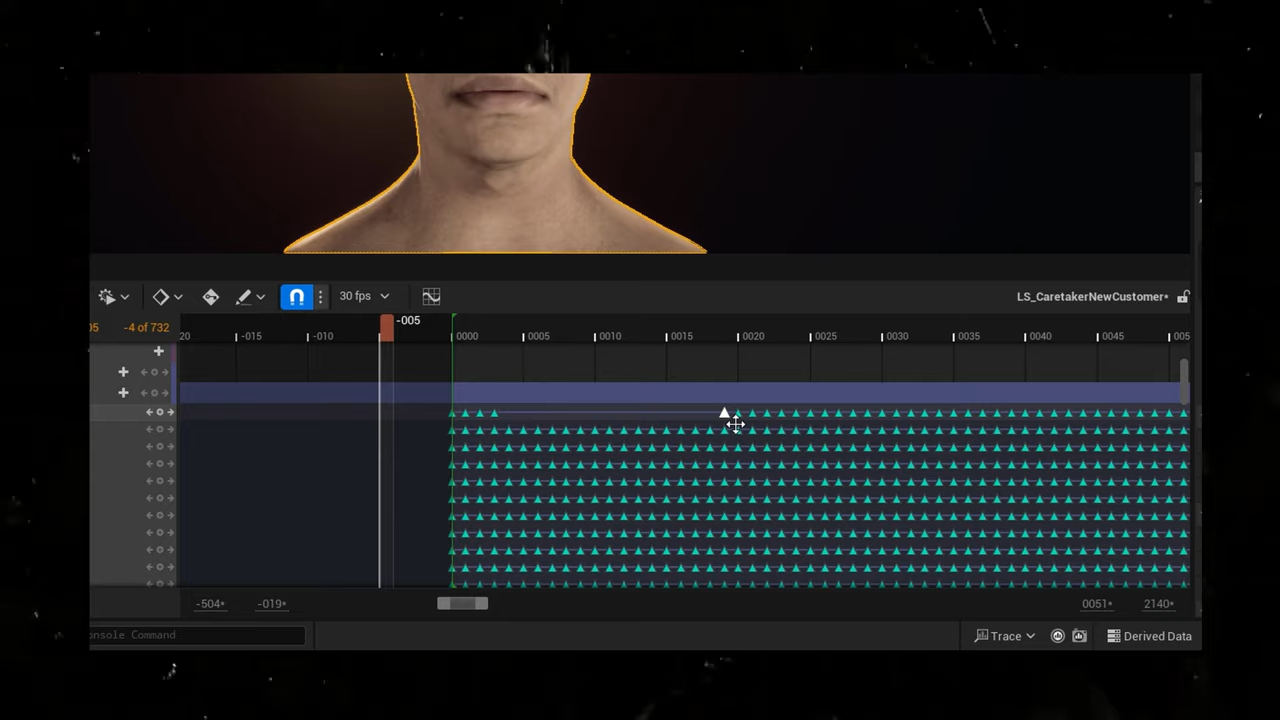 30 fps
LS_CaretakerNewCustomer*
05 -4 of 732
-005
20 -015 -010 0000 0005 0010 0015 0020 0025 0030 0035 0040 0045 005
-504* -019* 0051* 2140*
onsole Command
Trace
Derived Data